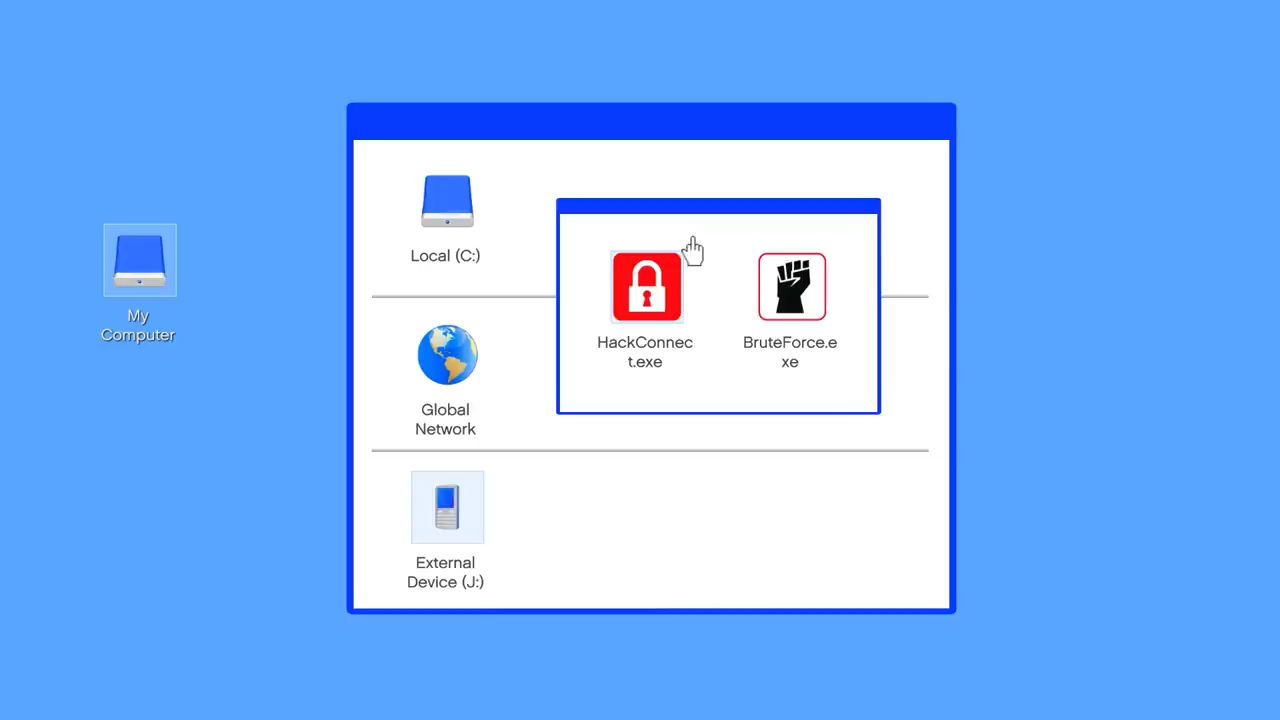 My
Computer
Local (C:)
Global
Network
External
Device (J:)
HackConnec
t.exe
BruteForce.e
xe